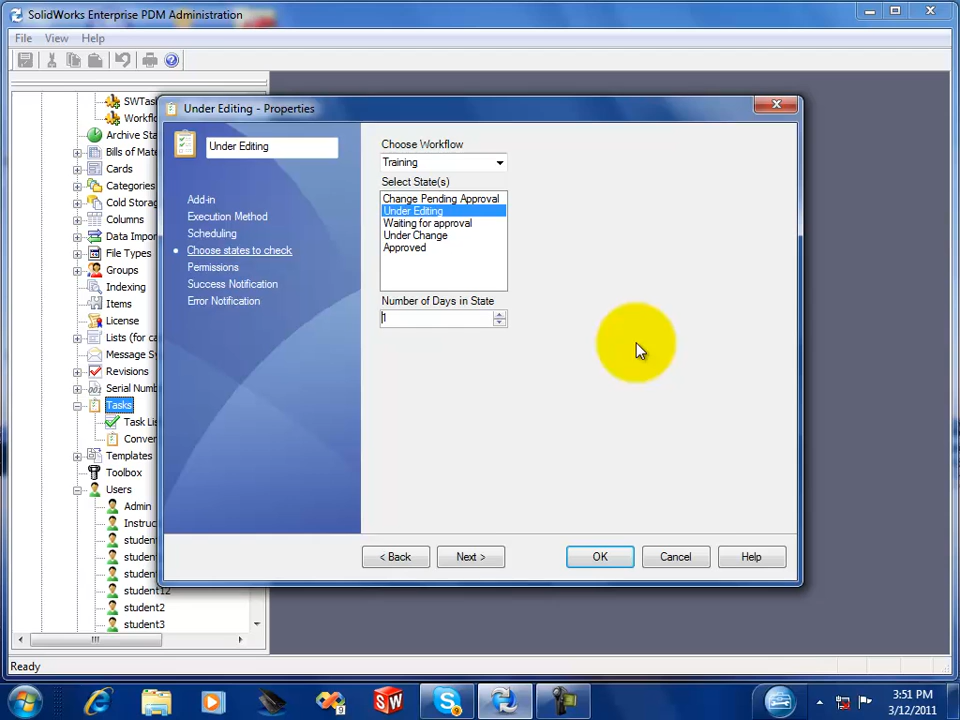 SolidWorks Enterprise PDM Administration
File View Help
SWTas
Workflo
Archive Sta
Bills of Mate
Cards
Categories
Cold Storag
Columns
Data Impor
File Types
Groups
Indexing
Items
License
Lists (for ca
Message Sy
Revisions
Serial Numb
Tasks
Task Lis
Conver
Templates
Toolbox
Users
Admin
Instruc
student
student
student
student12
student2
student3
Under Editing - Properties
Under Editing
Add-in
Execution Method
Scheduling
Choose states to check
Permissions
Success Notification
Error Notification
Choose Workflow
Training
Select State(s)
Change Pending Approval
Under Editing
Waiting for approval
Under Change
Approved
Number of Days in State
1
< Back
Next >
OK
Cancel
Help
Ready
3:51 PM
3/12/2011